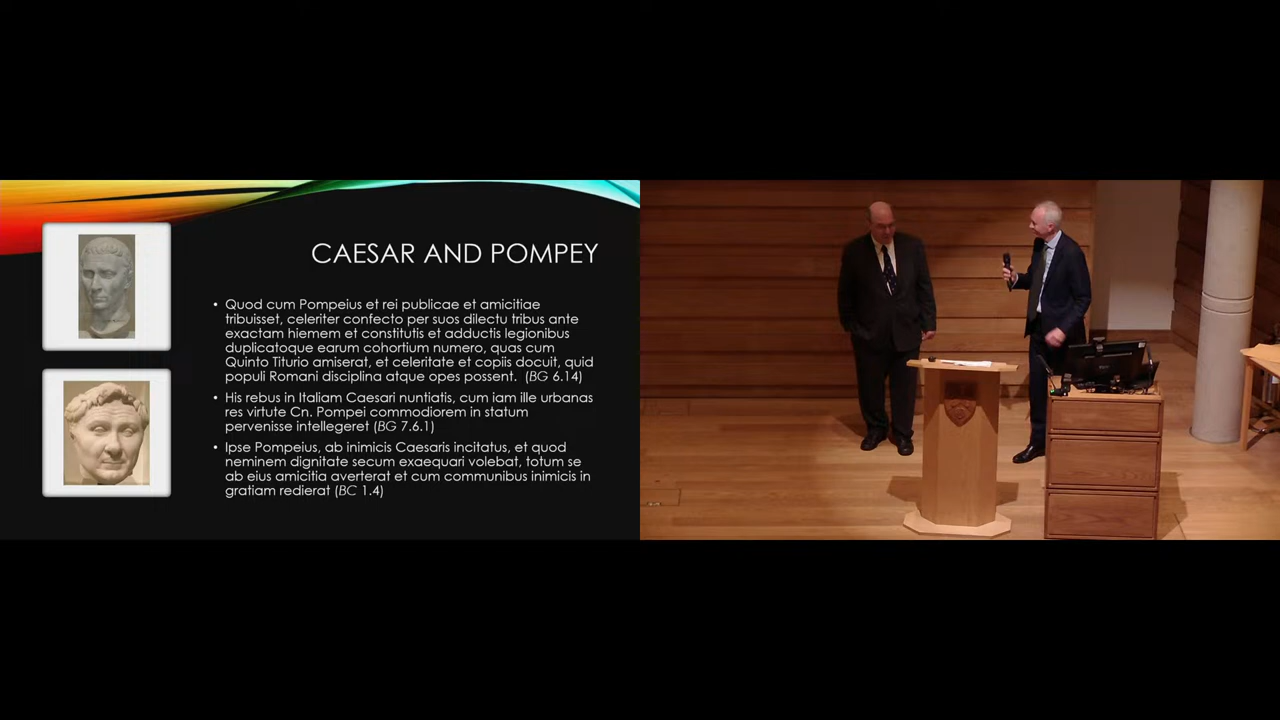 CAESAR AND POMPEY
• Quod cum Pompeius et rei publicae et amicitiae
tribuisset, celeriter confecto per suos dilectu tribus ante
exactam hiemem et constitutis et adductis legionibus
duplicatoque earum cohortium numero, quas cum
Quinto Titurio amiserat, et celeritate et copiis docuit, quid
populi Romani disciplina atque opes possent. (BG 6.14)
• His rebus in Italiam Caesari nuntiatis, cum iam ille urbanas
res virtute Cn. Pompei commodiorem in statum
pervenisse intellegeret (BG 7.6.1)
• Ipse Pompeius, ab inimicis Caesaris incitatus, et quod
neminem dignitate secum exaequari volebat, totum se
ab eius amicitia averterat et cum communibus inimicis in
gratiam redierat (BC 1.4)